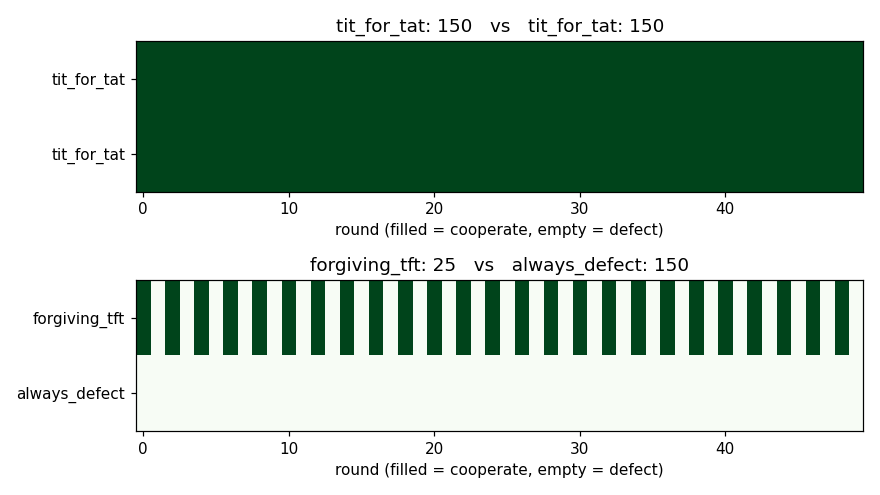 tit_for_tat: 150   vs   tit_for_tat: 150
tit_for_tat
tit_for_tat
0 10 20 30 40
round (filled = cooperate, empty = defect)
forgiving_tft: 25   vs   always_defect: 150
forgiving_tft
always_defect
0 10 20 30 40
round (filled = cooperate, empty = defect)